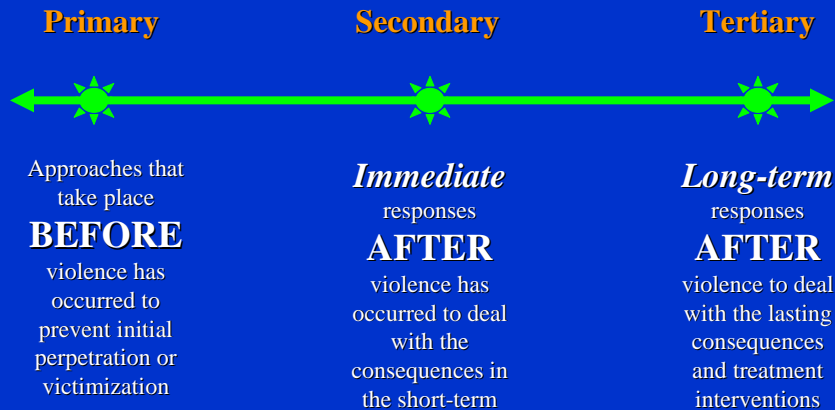 Primary
Secondary
Tertiary
Approaches that
take place
BEFORE
violence has
occurred to
prevent initial
perpetration or
victimization
Immediate
responses
AFTER
violence has
occurred to deal
with the
consequences in
the short-term
Long-term
responses
AFTER
violence to deal
with the lasting
consequences
and treatment
interventions